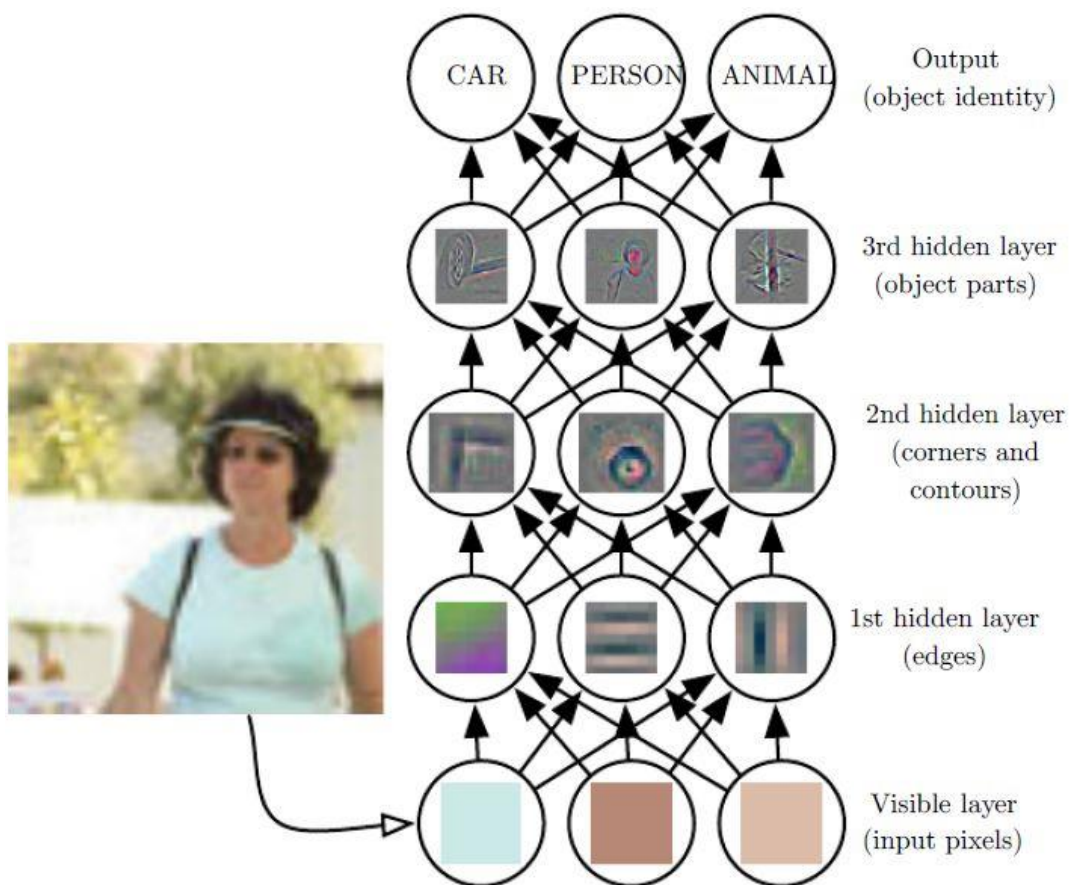 CAR
PERSON
ANIMAL
Output
(object identity)
3rd hidden layer
(object parts)
2nd hidden layer
(corners and
contours)
1st hidden layer
(edges)
Visible layer
(input pixels)